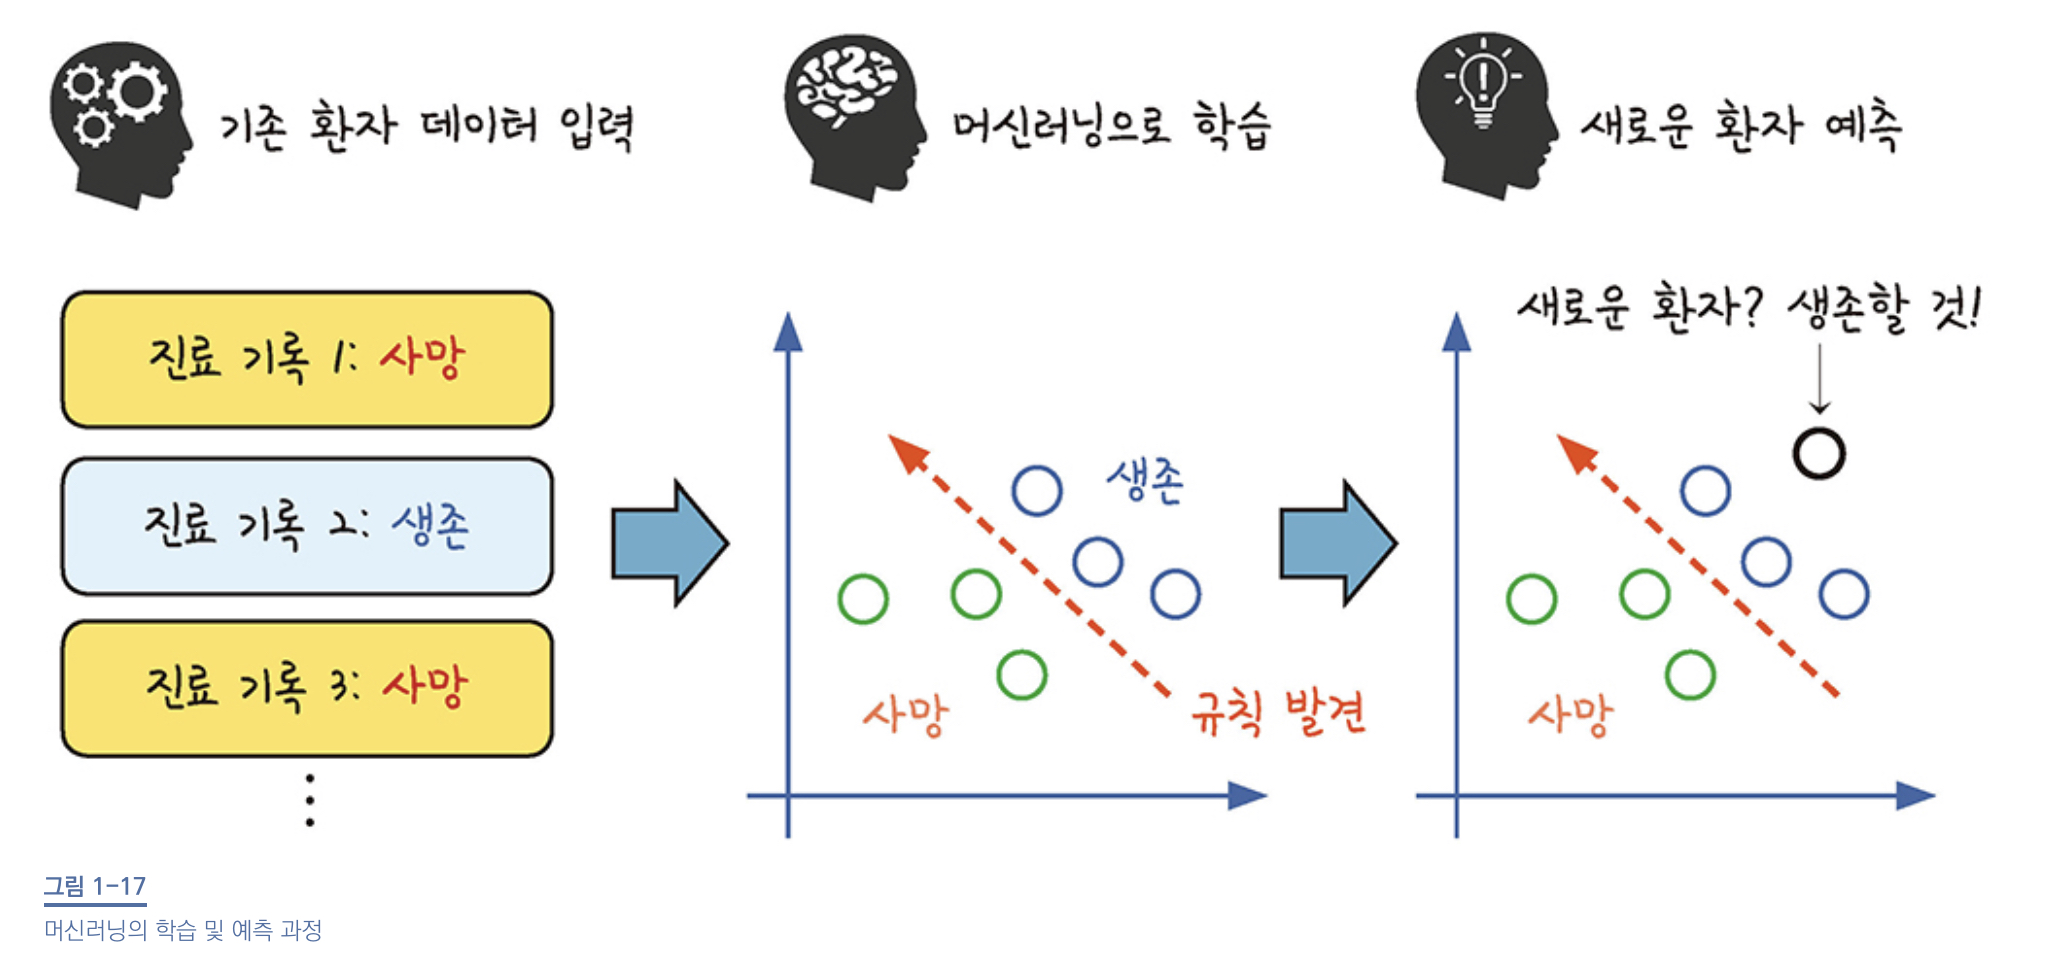 기존 환자 데이터 입력
머신러닝으로 학습
새로운 환자 예측
진료 기록 1: 사망
진료 기록 2: 생존
진료 기록 3: 사망
생존
사망
규칙 발견
새로운 환자? 생존할 것!
사망
그림 1-17
머신러닝의 학습 및 예측 과정